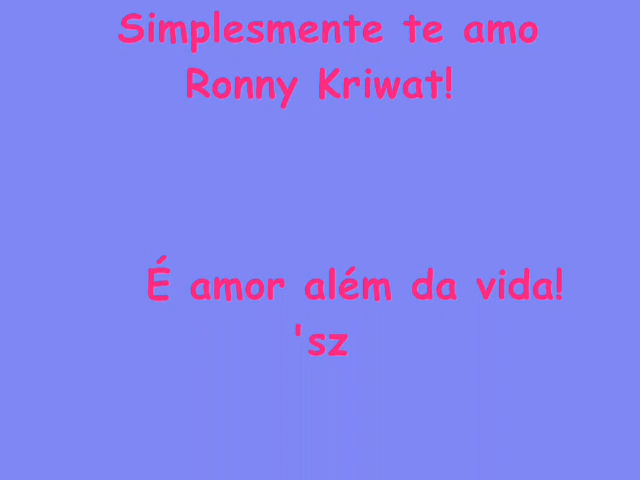 Simplesmente te amo
Ronny Kriwat!
É amor além da vida!
'sz